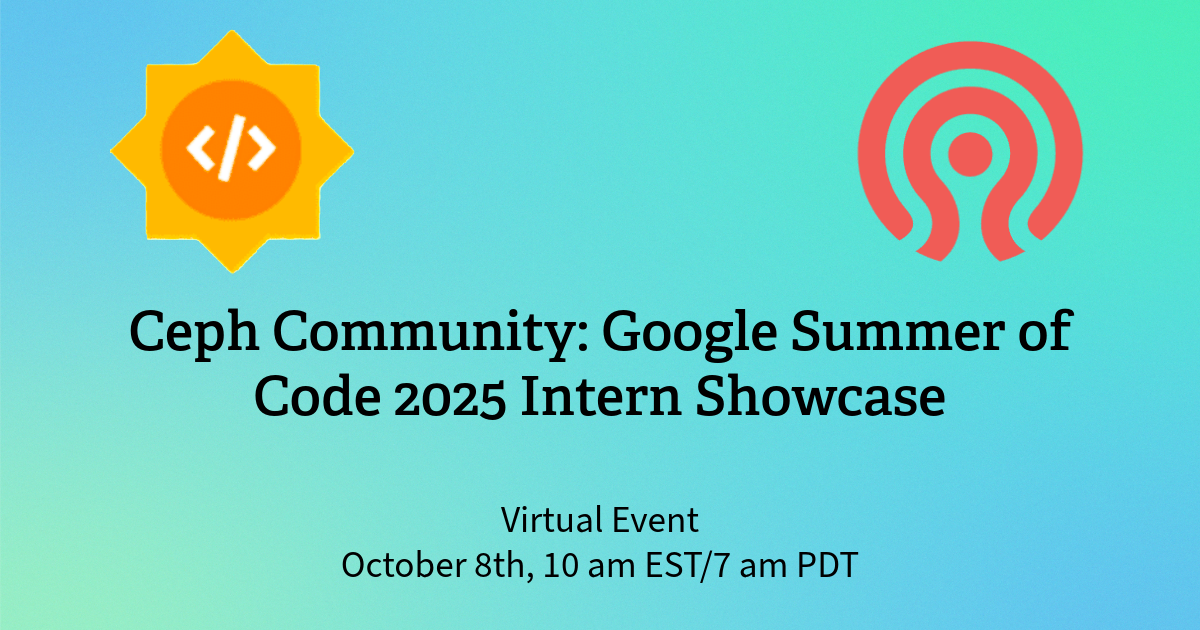 </>
Ceph Community: Google Summer of
Code 2025 Intern Showcase
Virtual Event
October 8th, 10 am EST/7 am PDT